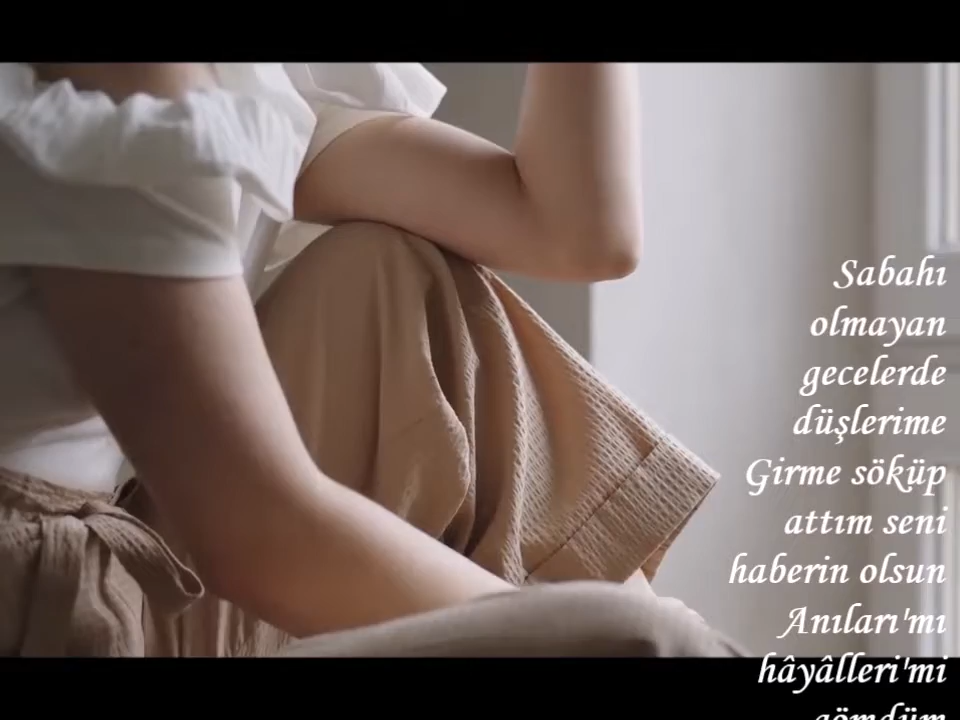 Sabahı
olmayan
gecelerde
düşlerime
Girme söküp
attım seni
haberin olsun
Anıları'mı
hâyâlleri'mi